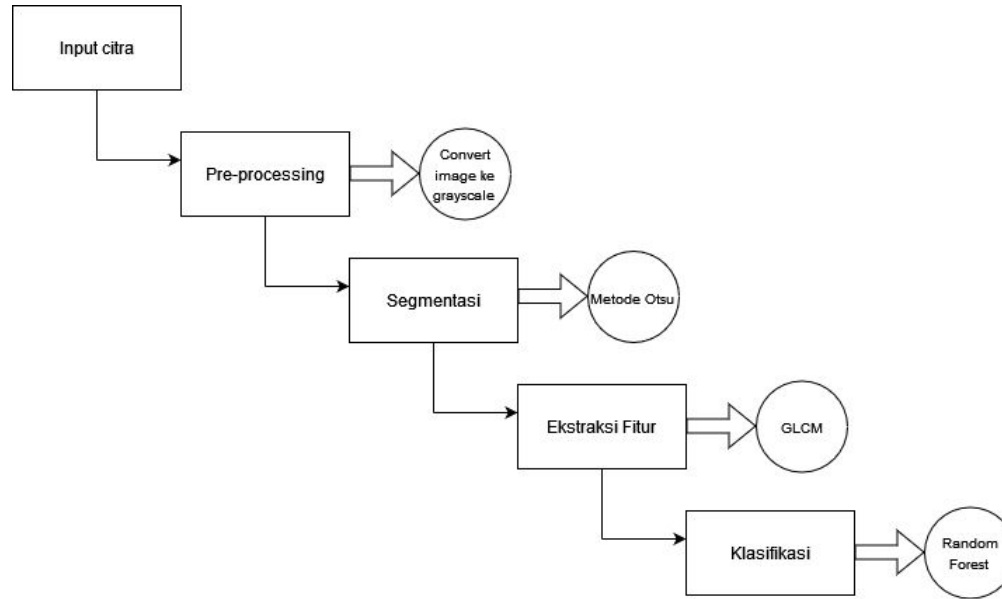 Input citra
Pre-processing
Convert
image ke
grayscale
Segmentasi
Metode Otsu
Ekstraksi Fitur
GLCM
Klasifikasi
Random
Forest